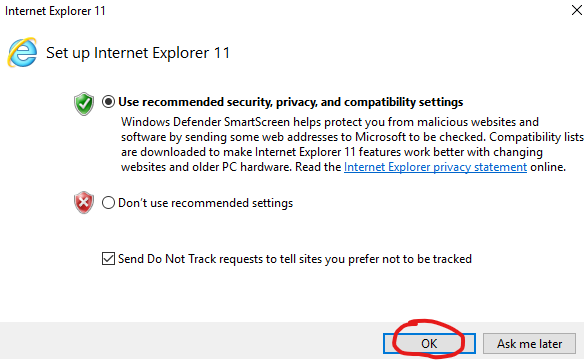 Internet Explorer 11
Set up Internet Explorer 11
Use recommended security, privacy, and compatibility settings
Windows Defender SmartScreen helps protect you from malicious websites and
software by sending some web addresses to Microsoft to be checked. Compatibility lists
are downloaded to make Internet Explorer 11 features work better with changing
websites and older PC hardware. Read the Internet Explorer privacy statement online.
Don't use recommended settings
Send Do Not Track requests to tell sites you prefer not to be tracked
OK
Ask me later